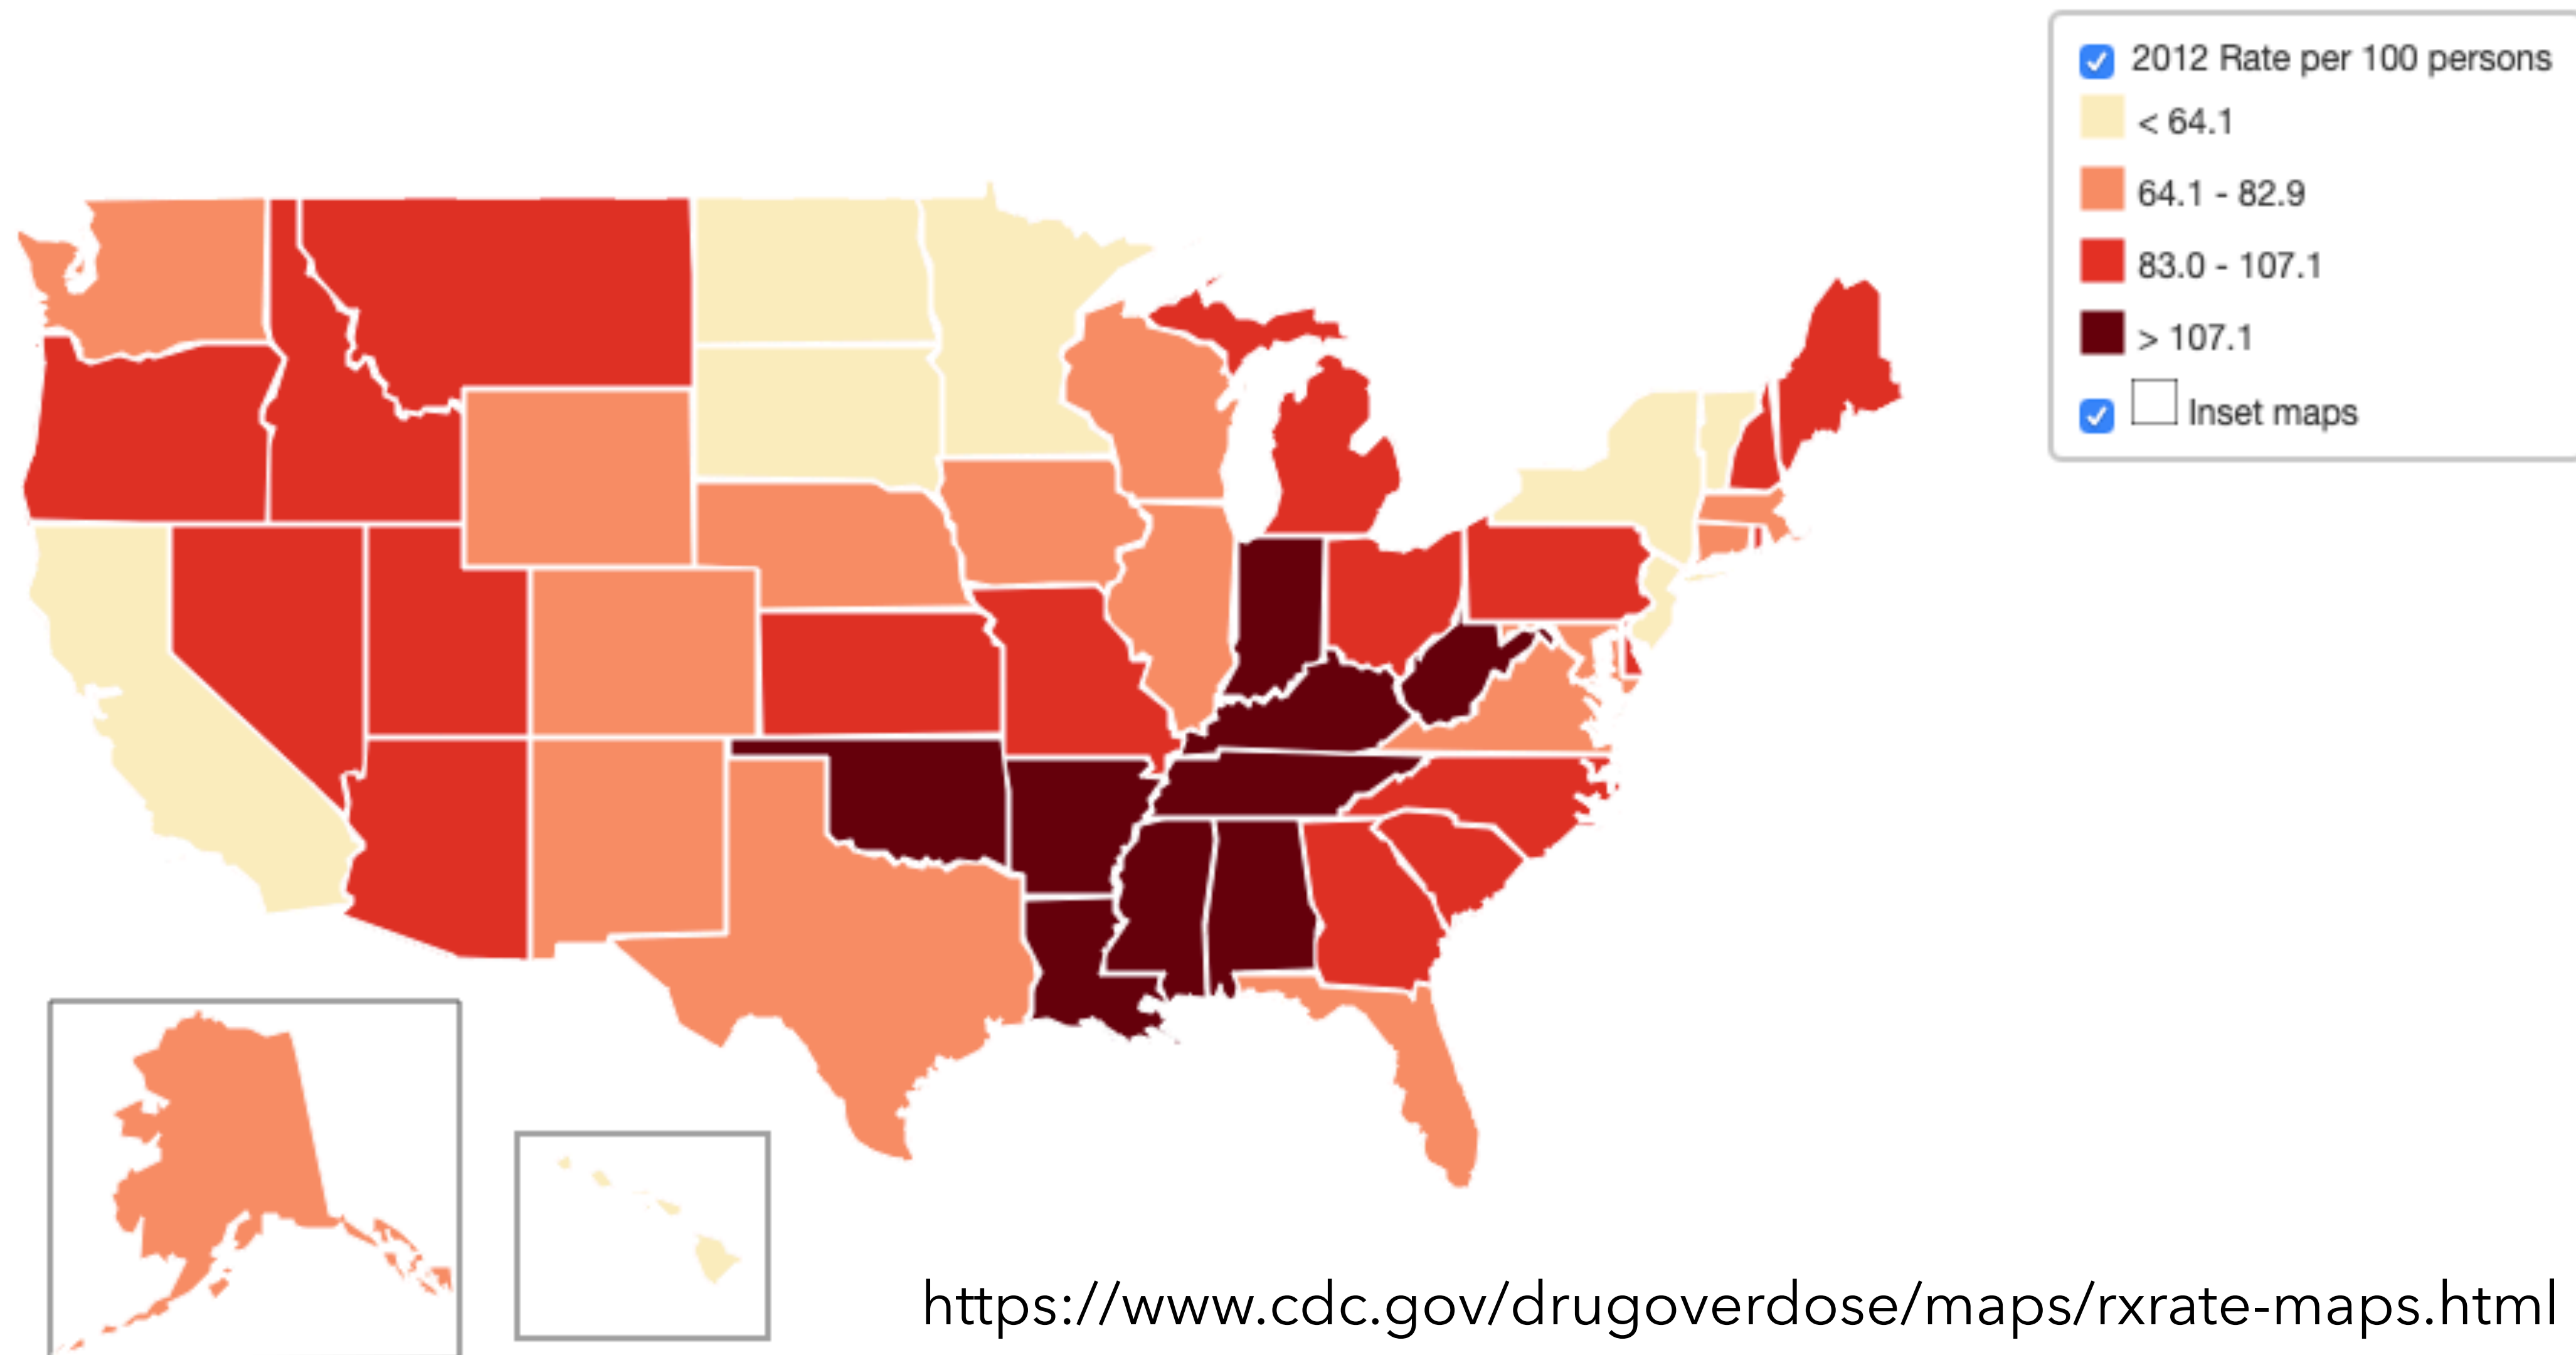 2012 Rate per 100 persons
< 64.1
64.1 - 82.9
83.0 - 107.1
> 107.1
Inset maps
https://www.cdc.gov/drugoverdose/maps/rxrate-maps.html